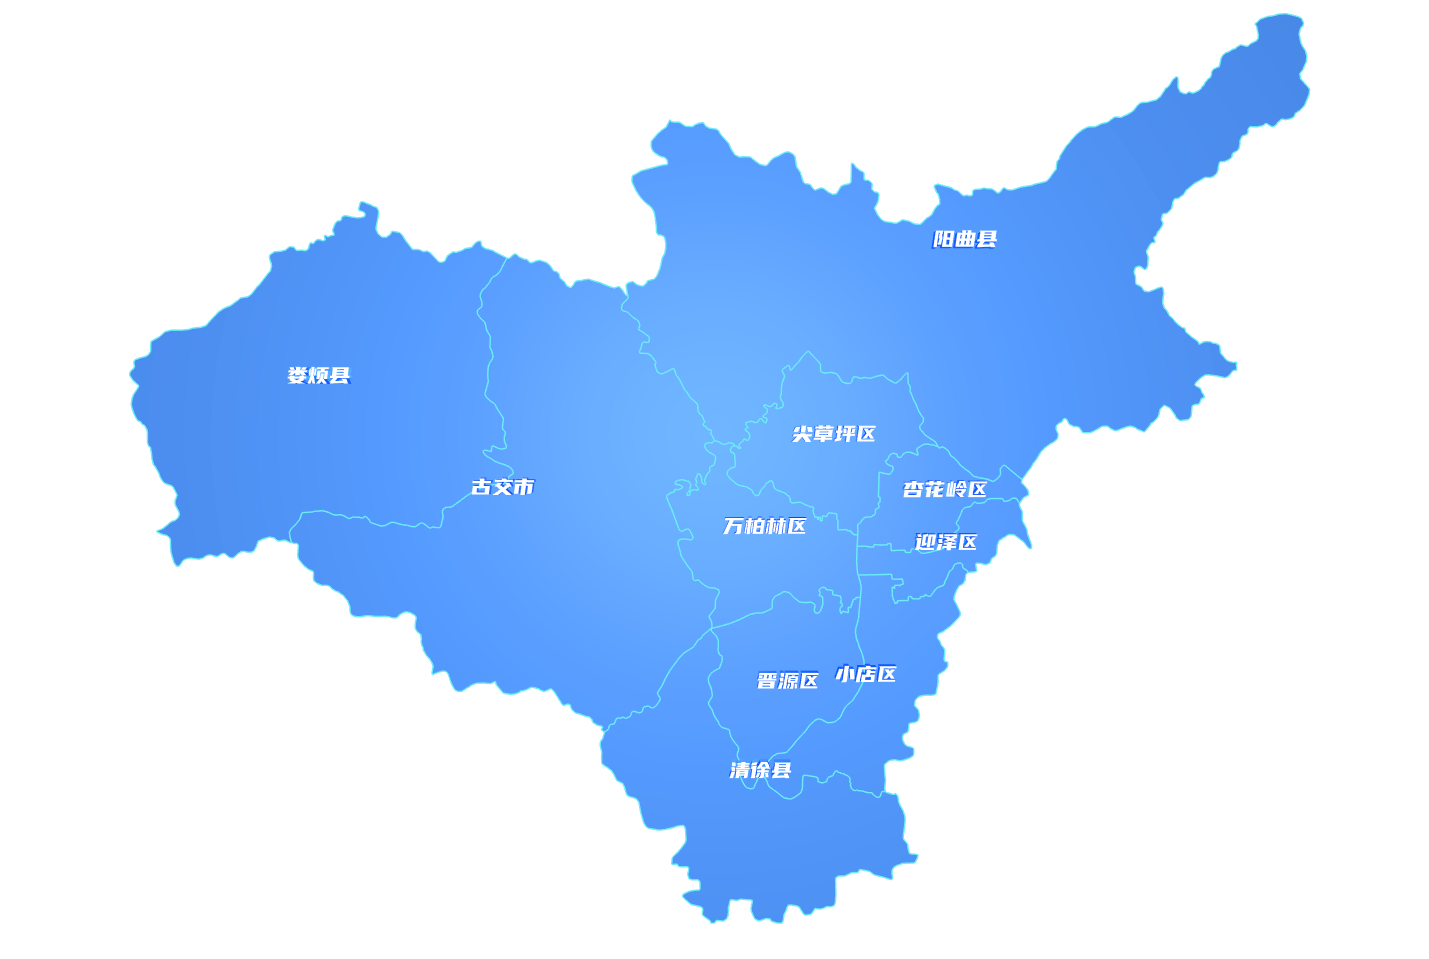 阳曲县
娄烦县
尖草坪区
古交市
杏花岭区
万柏林区
迎泽区
晋源区
小店区
清徐县